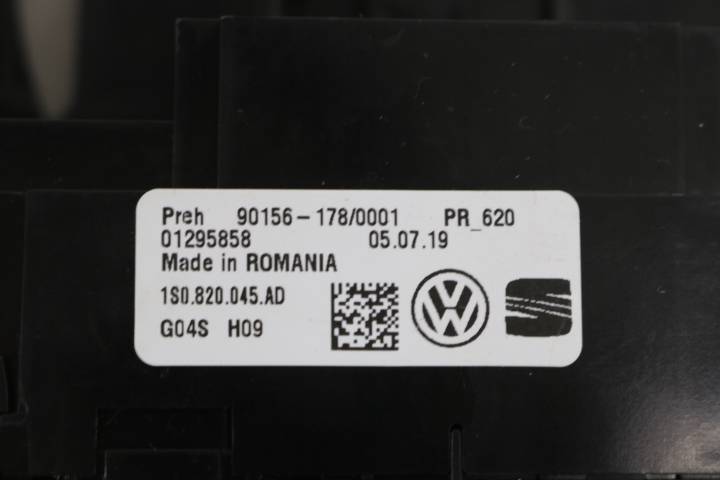 Preh 90156-178/0001 PR_620
01295858 05.07.19
Made in ROMANIA
1S0.820.045.AD
G04S H09